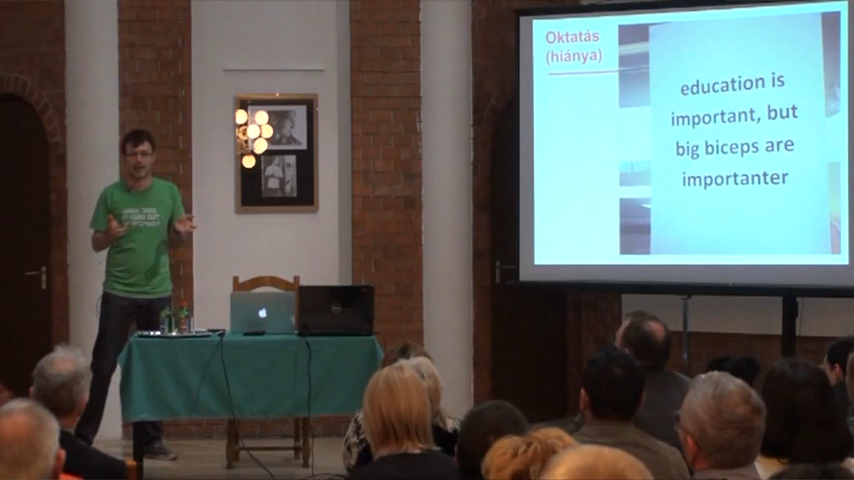 Oktatás
(hiánya)
education is
important, but
big biceps are
importanter